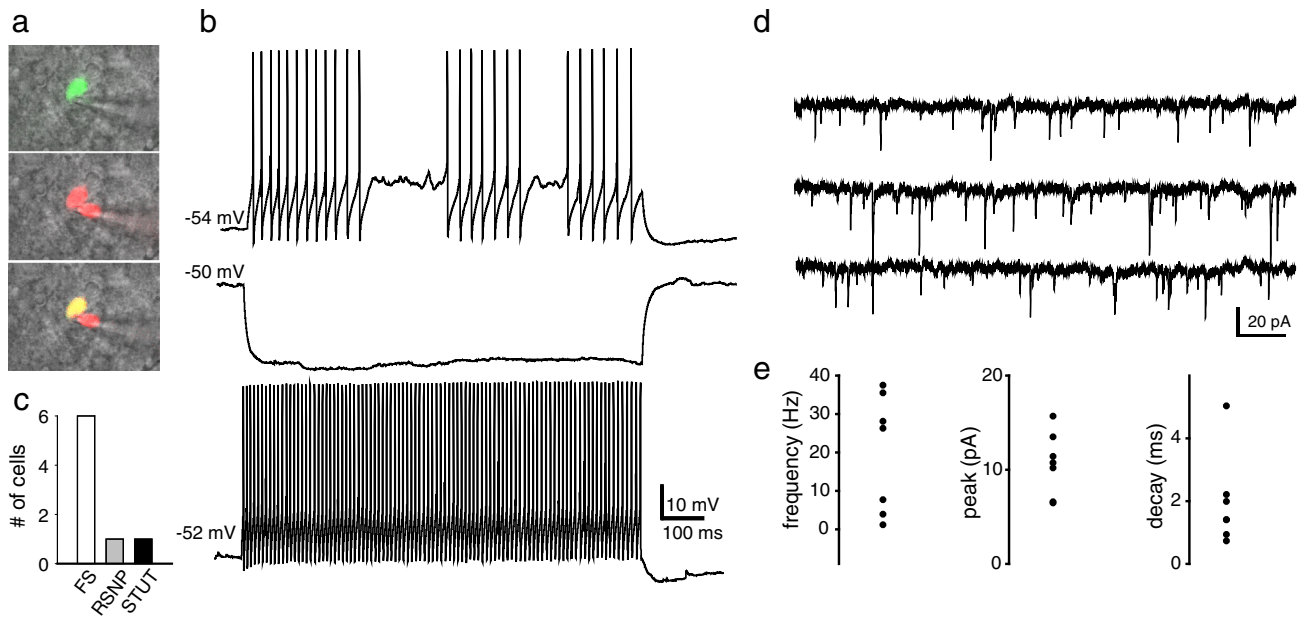 a
b
-54 mV
-50 mV
-52 mV
10 mV
100 ms
c
# of cells
6
4
2
0
FS
RSNP
STUT
d
20 pA
e
frequency (Hz)
40
30
20
10
0
peak (pA)
20
10
0
decay (ms)
4
2
0